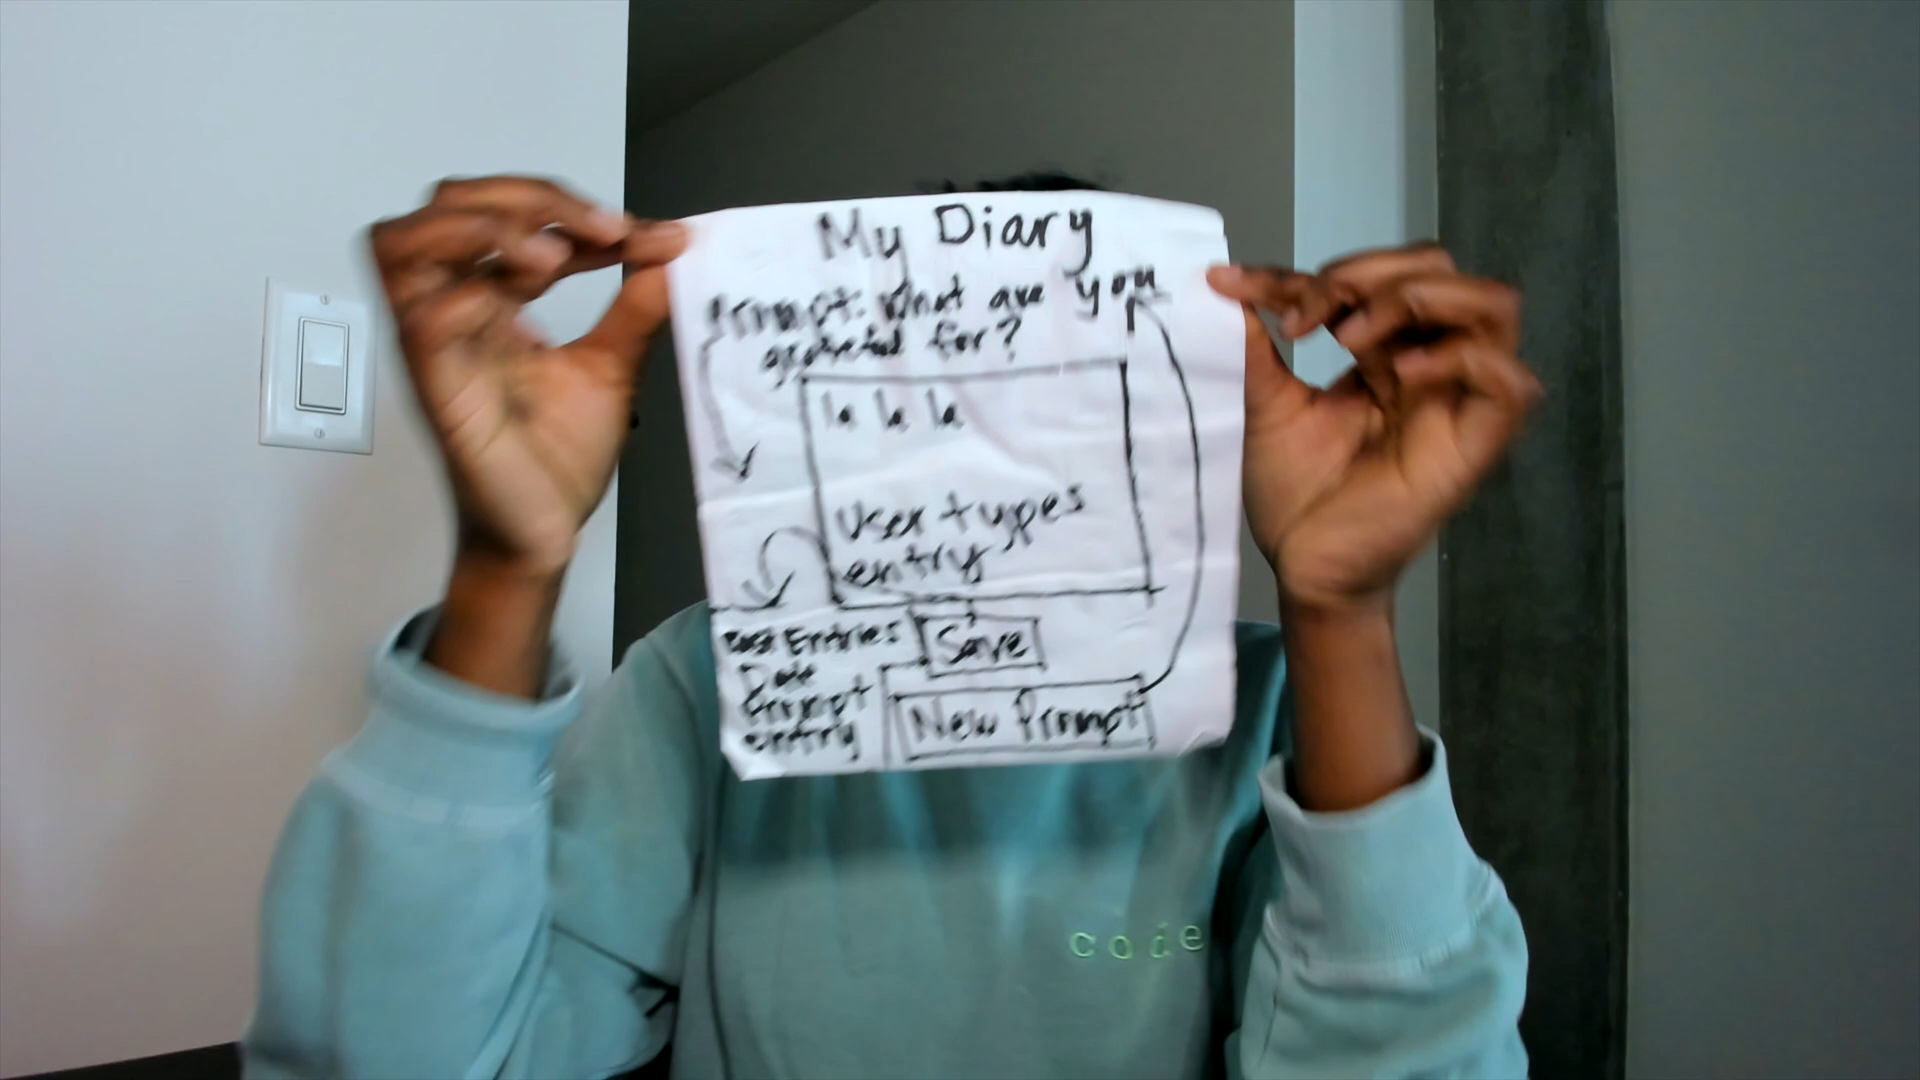 My Diary
Prompt: What are you
grateful for?
la la la
User types
entry
Save
Past Entries
Date
Prompt
entry
New Prompt
code